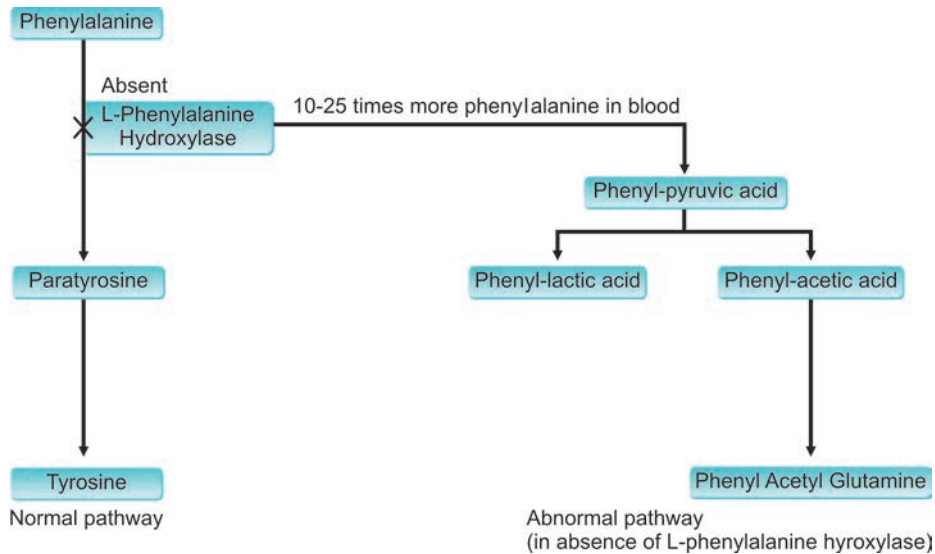 Phenylalanine
Absent
L-Phenylalanine
Hydroxylase
10-25 times more phenylalanine in blood
Phenyl-pyruvic acid
Paratyrosine
Phenyl-lactic acid
Phenyl-acetic acid
Tyrosine
Normal pathway
Phenyl Acetyl Glutamine
Abnormal pathway
(in absence of L-phenylalanine hyroxylase)